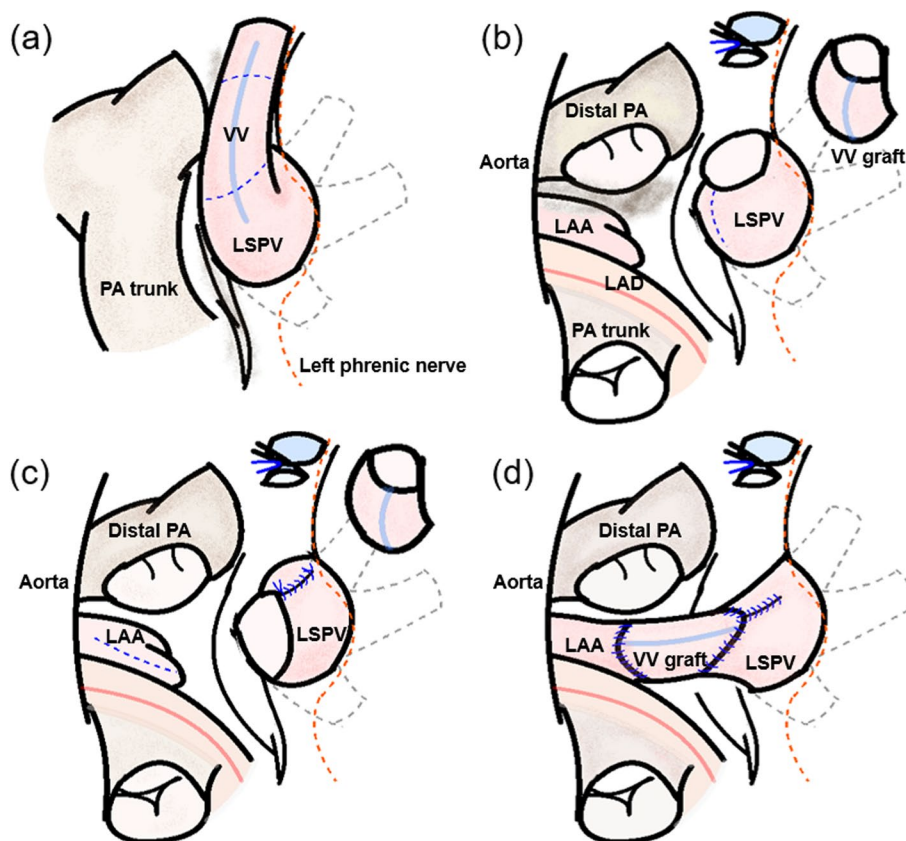 (a)
VV
LSPV
PA trunk
Left phrenic nerve
(b)
Distal PA
Aorta
VV graft
LAA
LSPV
LAD
PA trunk
(c)
Distal PA
Aorta
LAA
LSPV
(d)
Distal PA
Aorta
LAA
VV graft
LSPV